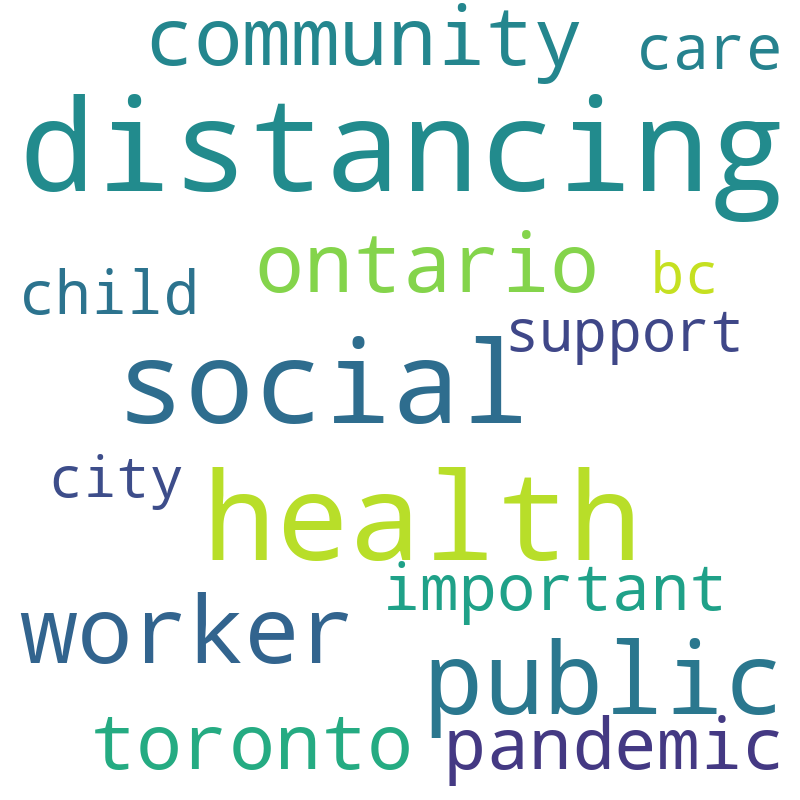 community care
distancing
ontario bc
child
support
social
city
health
important
worker
public
toronto pandemic